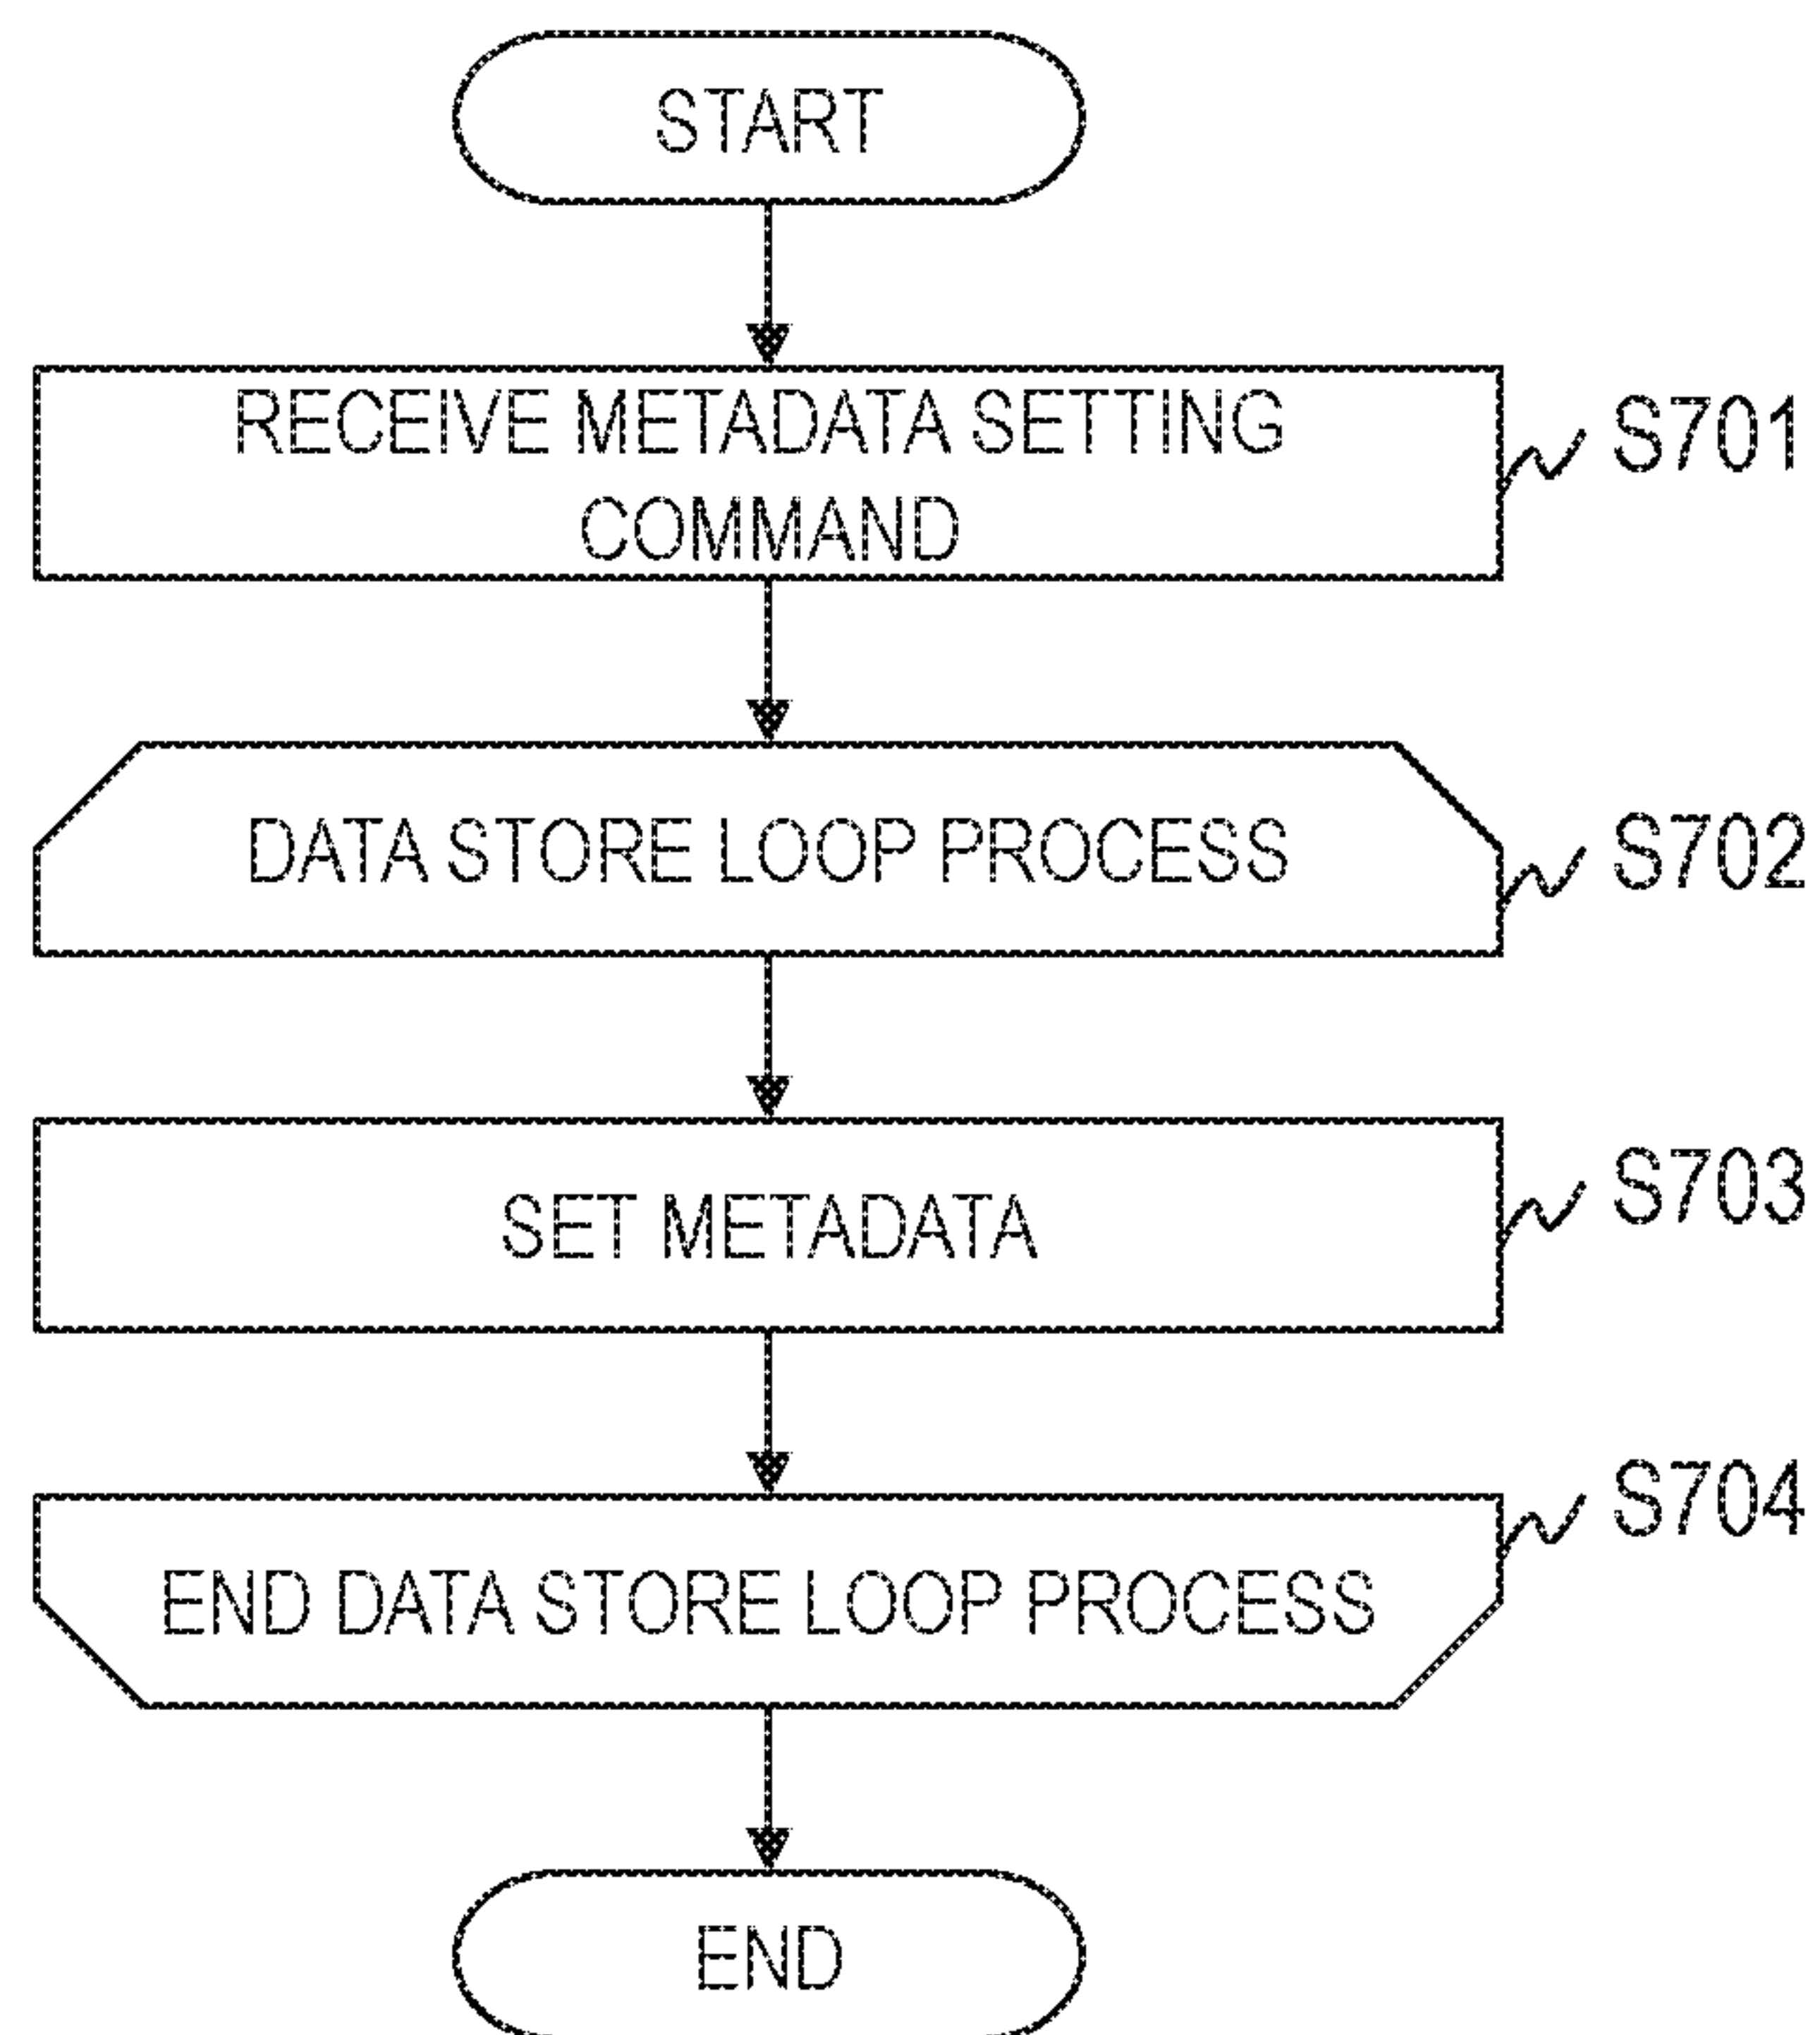 START
RECEIVE METADATA SETTING
COMMAND
S701
DATA STORE LOOP PROCESS
S702
SET METADATA
S703
END DATA STORE LOOP PROCESS
S704
END